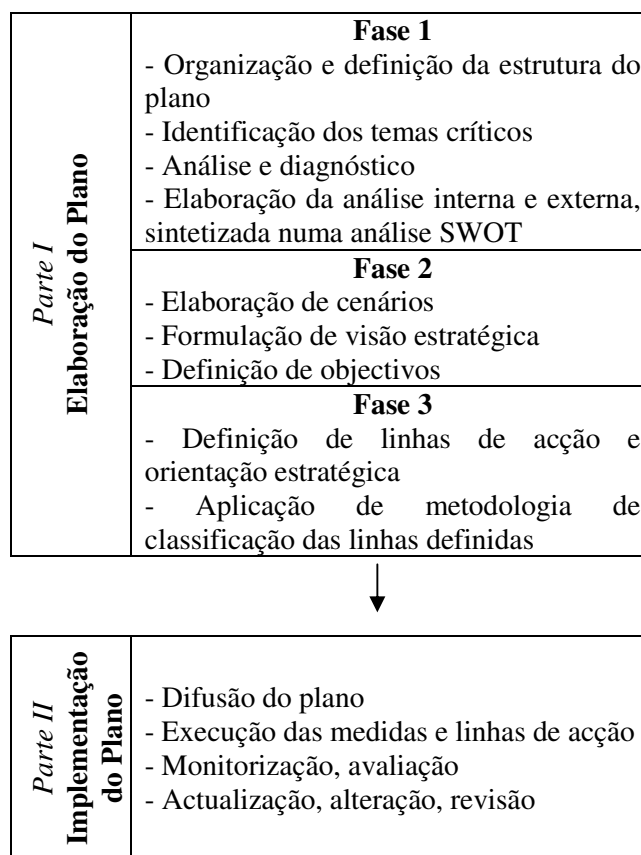 Parte I
Elaboração do Plano
Fase 1
- Organização e definição da estrutura do
plano
- Identificação dos temas críticos
- Análise e diagnóstico
- Elaboração da análise interna e externa,
sintetizada numa análise SWOT
Fase 2
- Elaboração de cenários
- Formulação de visão estratégica
- Definição de objectivos
Fase 3
- Definição de linhas de acção e
orientação estratégica
- Aplicação de metodologia de
classificação das linhas definidas
Parte II
Implementação
do Plano
- Difusão do plano
- Execução das medidas e linhas de acção
- Monitorização, avaliação
- Actualização, alteração, revisão